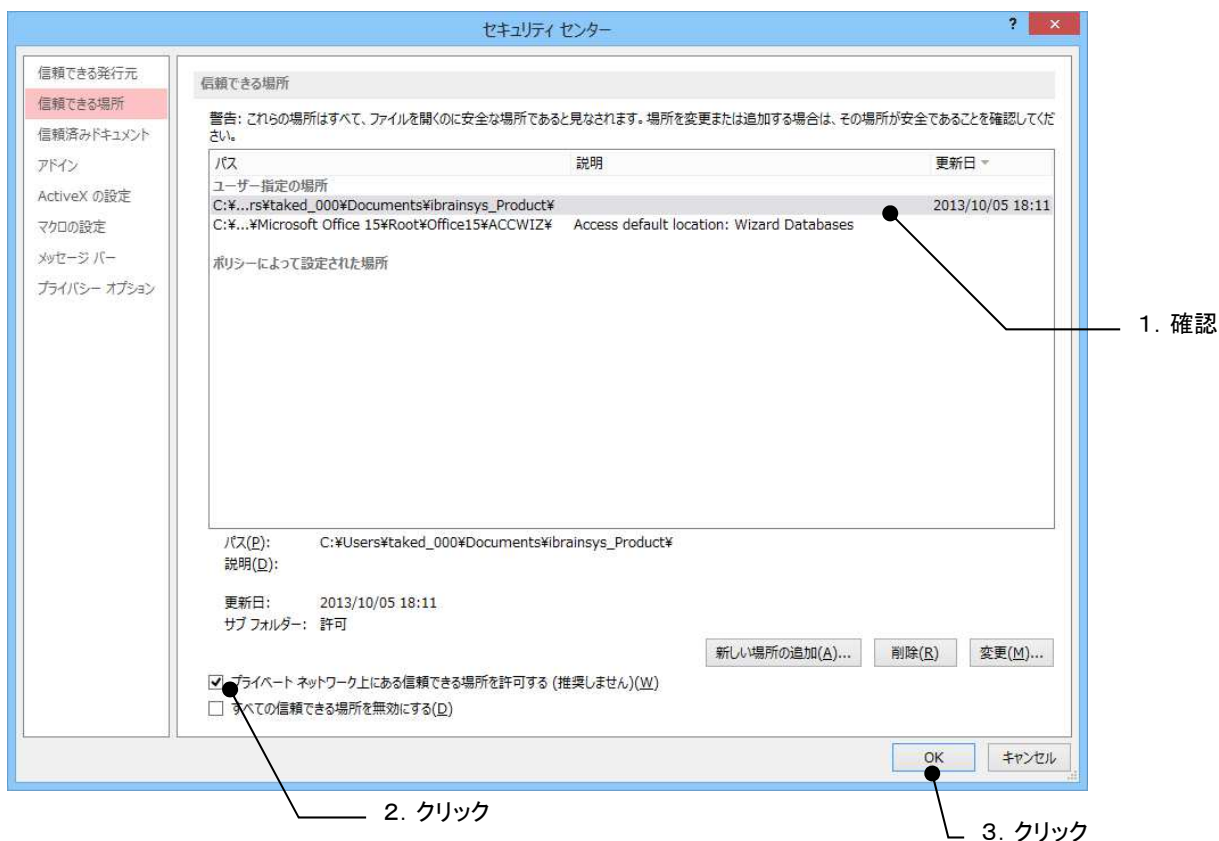 セキュリティ センター
?
×
信頼できる発行元
信頼できる場所
信頼済みドキュメント
アドイン
ActiveX の設定
マクロの設定
メッセージ バー
プライバシー オプション
信頼できる場所
警告: これらの場所はすべて、ファイルを開くのに安全な場所であると見なされます。場所を変更または追加する場合は、その場所が安全であることを確認してくだ
さい。
パス 説明 更新日
ユーザー指定の場所
C:¥...rs¥taked_000¥Documents¥ibrainsys_Product¥ 2013/10/05 18:11
C:¥...¥Microsoft Office 15¥Root¥Office15¥ACCWIZ¥ Access default location: Wizard Databases
ポリシーによって設定された場所
1. 確認
パス(P): C:¥Users¥taked_000¥Documents¥ibrainsys_Product¥
説明(D):
更新日: 2013/10/05 18:11
サブ フォルダー: 許可
新しい場所の追加(A)... 削除(R) 変更(M)...
プライベート ネットワーク上にある信頼できる場所を許可する (推奨しません)(W)
すべての信頼できる場所を無効にする(D)
OK キャンセル
2. クリック
3. クリック